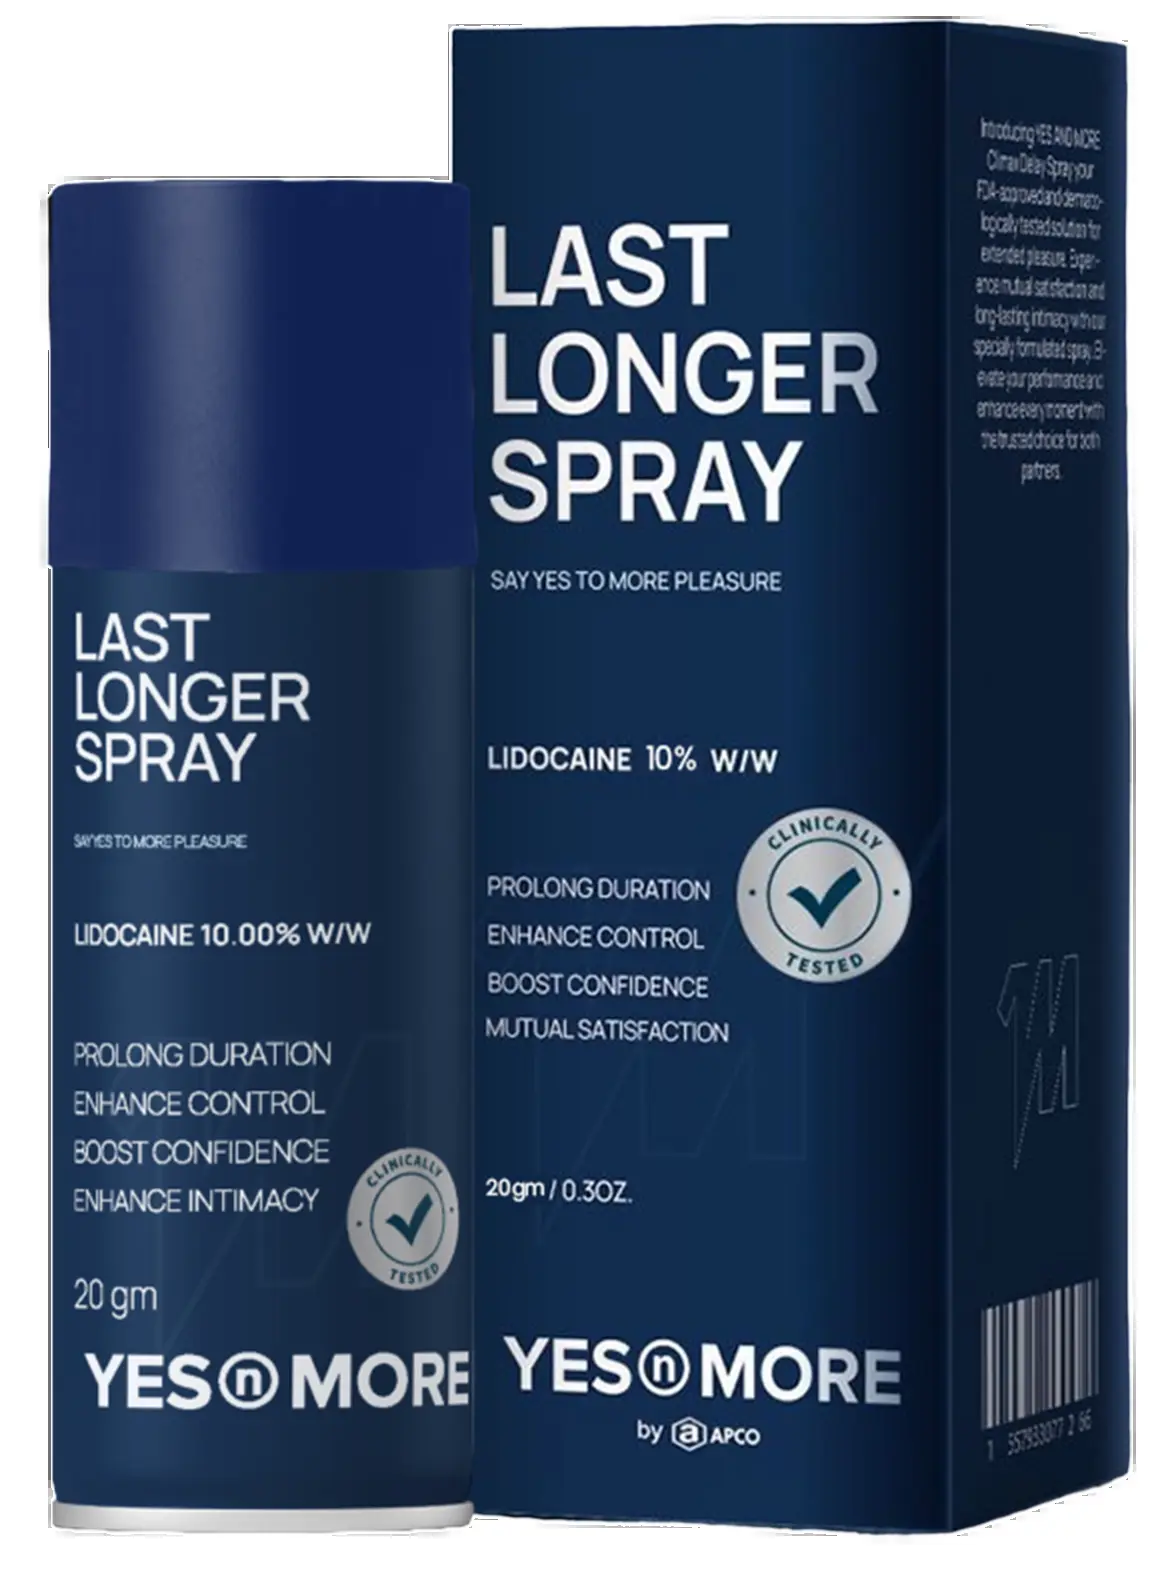 LAST
LONGER
SPRAY
SAY YES TO MORE PLEASURE
LIDOCAINE 10.00% W/W
PROLONG DURATION
ENHANCE CONTROL
BOOST CONFIDENCE
ENHANCE INTIMACY
CLINICALLY
TESTED
20 gm
YES n MORE
LAST
LONGER
SPRAY
SAY YES TO MORE PLEASURE
LIDOCAINE 10% W/W
PROLONG DURATION
ENHANCE CONTROL
BOOST CONFIDENCE
MUTUAL SATISFACTION
CLINICALLY
TESTED
20gm / 0.3OZ.
YES n MORE
by a APCO
Introducing YES AND MORE
Climax Delay Spray your
FDA-approved and dermato-
logically tested solution for
extended pleasure. Experi-
ence mutual satisfaction and
long-lasting intimacy with our
specially formulated spray. El-
evate your performance and
enhance every moment with
the trusted choice for both
partners.
1M